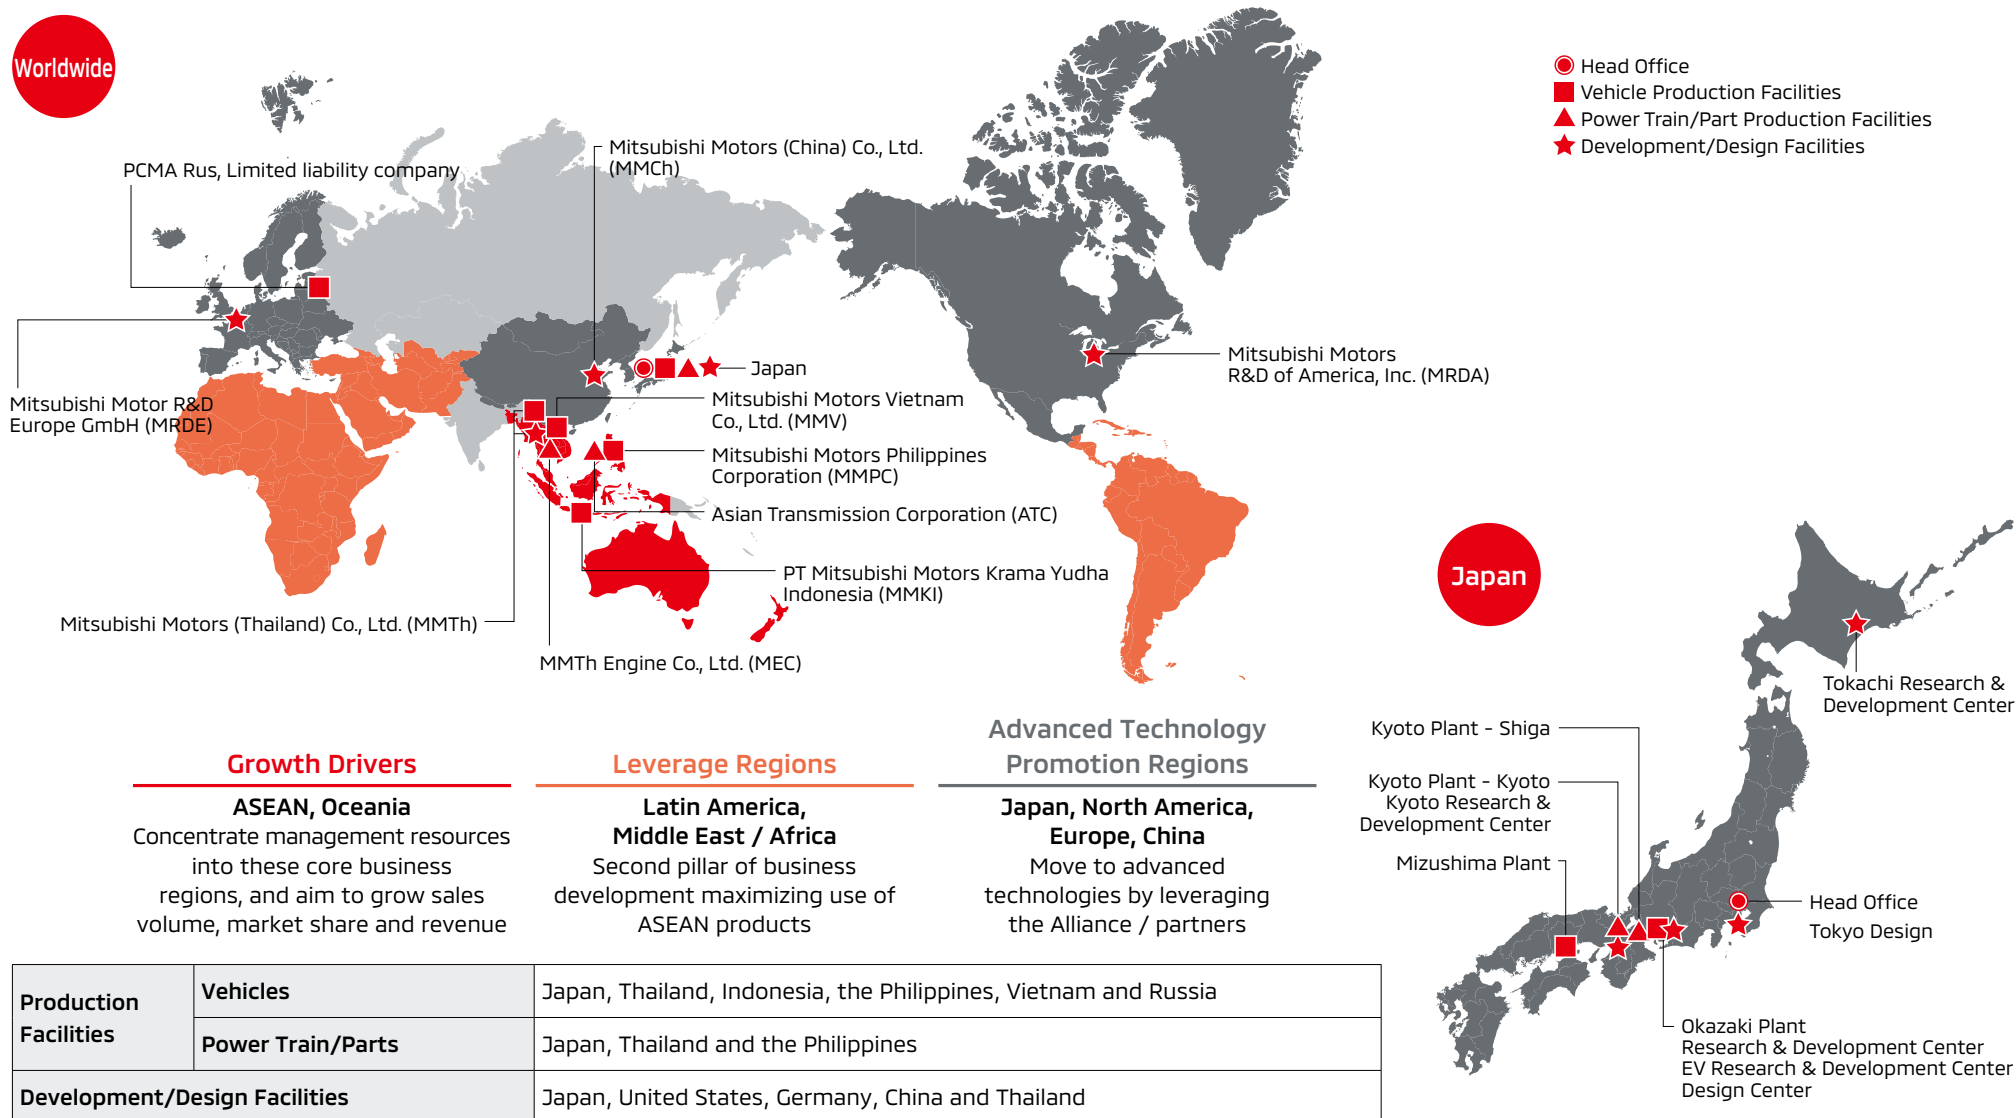 Worldwide
Head Office
Vehicle Production Facilities
Power Train/Part Production Facilities
Development/Design Facilities
PCMA Rus, Limited liability company
Mitsubishi Motors (China) Co., Ltd.
(MMCh)
Mitsubishi Motor R&D
Europe GmbH (MRDE)
Japan
Mitsubishi Motors Vietnam
Co., Ltd. (MMV)
Mitsubishi Motors Philippines
Corporation (MMPC)
Asian Transmission Corporation (ATC)
PT Mitsubishi Motors Krama Yudha
Indonesia (MMKI)
Mitsubishi Motors (Thailand) Co., Ltd. (MMTh)
MMTh Engine Co., Ltd. (MEC)
Mitsubishi Motors
R&D of America, Inc. (MRDA)
Growth Drivers
ASEAN, Oceania
Concentrate management resources
into these core business
regions, and aim to grow sales
volume, market share and revenue
Leverage Regions
Latin America,
Middle East / Africa
Second pillar of business
development maximizing use of
ASEAN products
Advanced Technology
Promotion Regions
Japan, North America,
Europe, China
Move to advanced
technologies by leveraging
the Alliance / partners
Japan
Tokachi Research &
Development Center
Kyoto Plant - Shiga
Kyoto Plant - Kyoto
Kyoto Research &
Development Center
Mizushima Plant
Head Office
Tokyo Design
Okazaki Plant
Research & Development Center
EV Research & Development Center
Design Center
Production
Facilities
Vehicles
Japan, Thailand, Indonesia, the Philippines, Vietnam and Russia
Power Train/Parts
Japan, Thailand and the Philippines
Development/Design Facilities
Japan, United States, Germany, China and Thailand